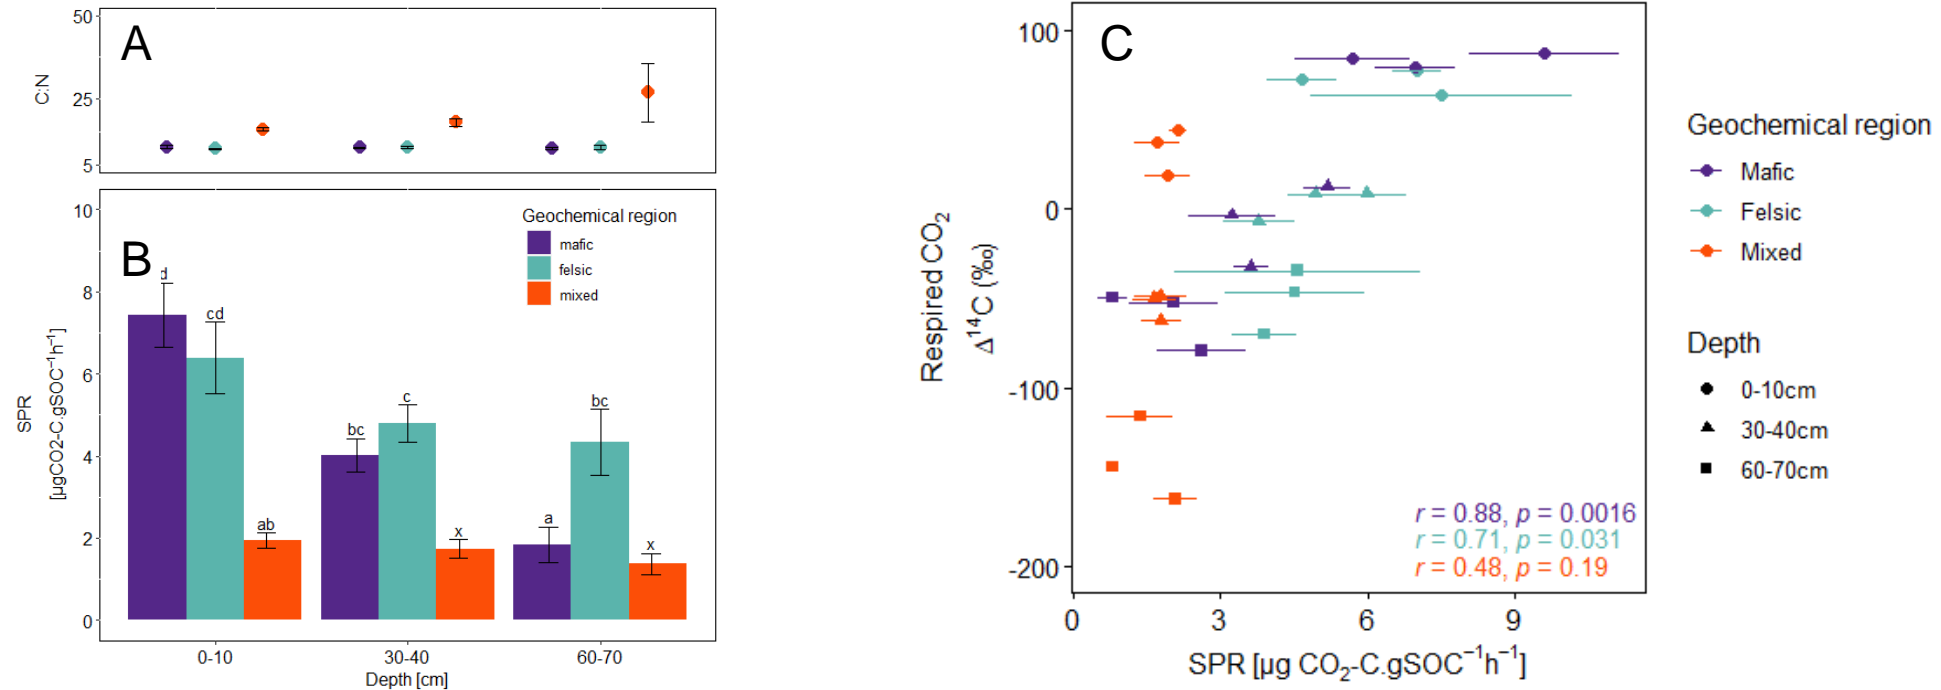 A
50
25
5
C:N
B
Geochemical region
mafic
felsic
mixed
10
8
6
4
2
0
SPR
[µgCO2-C.gSOC⁻¹h⁻¹]
d
cd
ab
bc
c
x
a
bc
x
0-10
30-40
60-70
Depth [cm]
C
100
0
-100
-200
Respired CO₂
Δ¹⁴C (‰)
r = 0.88, p = 0.0016
r = 0.71, p = 0.031
r = 0.48, p = 0.19
0
3
6
9
SPR [µg CO₂-C.gSOC⁻¹h⁻¹]
Geochemical region
Mafic
Felsic
Mixed
Depth
0-10cm
30-40cm
60-70cm